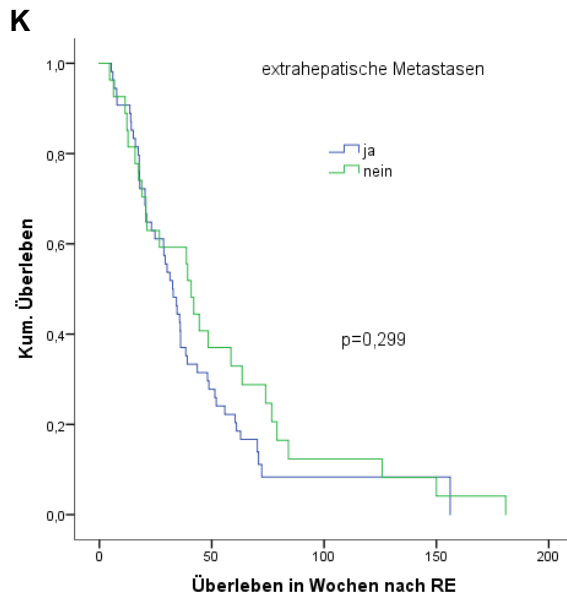 K
extrahepatische Metastasen
ja
nein
p=0,299
Kum. Überleben
1,0
0,8
0,6
0,4
0,2
0,0
0 50 100 150 200
Überleben in Wochen nach RE